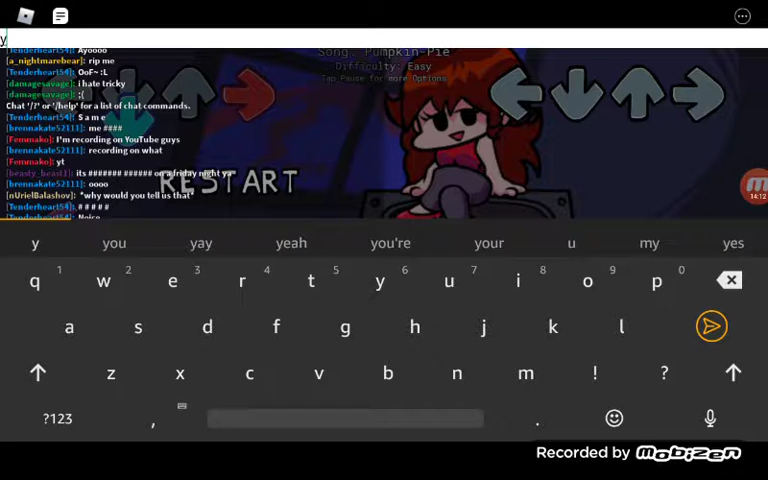 y
Song: Pumpkin-Pie
Difficulty: Easy
Tap Pause for more Options
[Tenderheart54]: Ayoooo
[a_nightmarebear]: rip me
[Tenderheart54]: OoF~ :L
[damagesavage]: i hate tricky
[damagesavage]: ;(
Chat '/?' or '/help' for a list of chat commands.
[Tenderheart54]: S a m e
[brennakate52111]: me ####
[Femmako]: I'm recording on YouTube guys
[brennakate52111]: recording on what
[Femmako]: yt
[beasty_beast1]: its ####### ###### on a friday night ya
[brennakate52111]: oooo
[nUrielBalashov]: *why would you tell us that*
[Tenderheart54]: # # # # #
[Tenderheart54]: Noice
RESTART
14:12
y you yay yeah you're your u my yes
1 2 3 4 5 6 7 8 9 0
q w e r t y u i o p
a s d f g h j k l
z x c v b n m ! ?
?123 , .
Recorded by mobizen